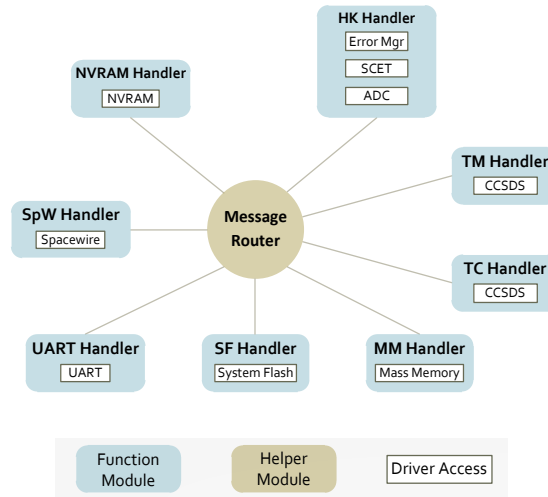 HK Handler
Error Mgr
SCET
ADC
NVRAM Handler
NVRAM
TM Handler
CCSDS
SpW Handler
Spacewire
Message
Router
TC Handler
CCSDS
UART Handler
UART
SF Handler
System Flash
MM Handler
Mass Memory
Function
Module
Helper
Module
Driver Access